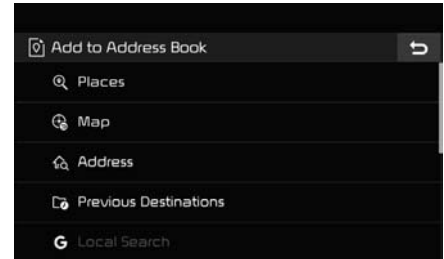 Add to Address Book
Places
Map
Address
Previous Destinations
G Local Search